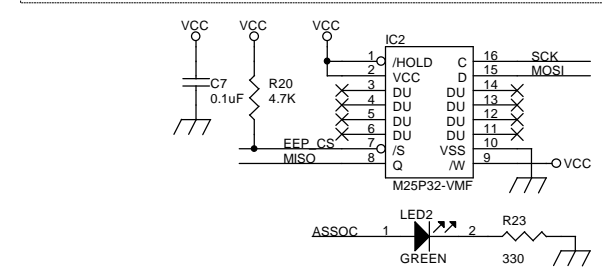 VCC VCC VCC
IC2
1 /HOLD C 16 SCK
2 VCC D 15 MOSI
C7 R20 3 DU DU 14
0.1uF 4.7K 4 DU DU 13
5 DU DU 12
6 DU DU 11
EEP_CS 7 /S VSS 10
MISO 8 Q /W 9 VCC
M25P32-VMF
LED2 R23
ASSOC 1 2
GREEN 330